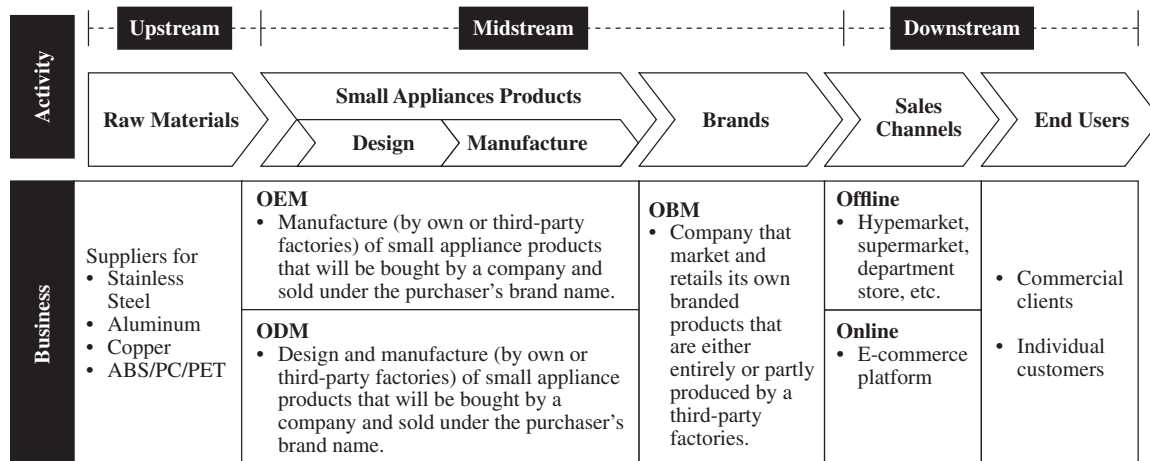 Activity
Upstream
Midstream
Downstream
Raw Materials
Small Appliances Products
Design
Manufacture
Brands
Sales
Channels
End Users
Business
Suppliers for
• Stainless
Steel
• Aluminum
• Copper
• ABS/PC/PET
OEM
• Manufacture (by own or third-party
factories) of small appliance products
that will be bought by a company and
sold under the purchaser's brand name.
ODM
• Design and manufacture (by own or
third-party factories) of small appliance
products that will be bought by a
company and sold under the purchaser's
brand name.
OBM
• Company that
market and
retails its own
branded
products that
are either
entirely or partly
produced by a
third-party
factories.
Offline
• Hypemarket,
supermarket,
department
store, etc.
Online
• E-commerce
platform
• Commercial
clients
• Individual
customers